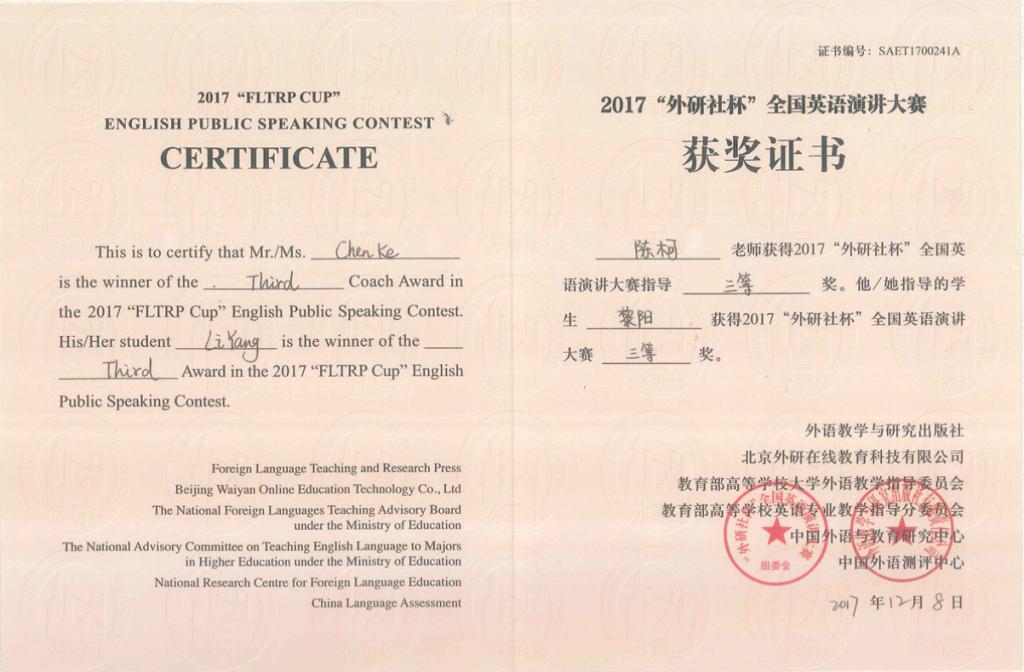 2017 “FLTRP CUP”
ENGLISH PUBLIC SPEAKING CONTEST
CERTIFICATE
This is to certify that Mr./Ms. Chen Ke
is the winner of the Third Coach Award in
the 2017 “FLTRP Cup” English Public Speaking Contest.
His/Her student Li Yang is the winner of the
Third Award in the 2017 “FLTRP Cup” English
Public Speaking Contest.
Foreign Language Teaching and Research Press
Beijing Waiyan Online Education Technology Co., Ltd
The National Foreign Languages Teaching Advisory Board
under the Ministry of Education
The National Advisory Committee on Teaching English Language to Majors
in Higher Education under the Ministry of Education
National Research Centre for Foreign Language Education
China Language Assessment
证书编号：SAET1700241A
2017“外研社杯”全国英语演讲大赛
获奖证书
陈柯 老师获得2017“外研社杯”全国英
语演讲大赛指导 三等 奖。他/她指导的学
生 黎阳 ，获得2017“外研社杯”全国英语演讲
大赛 三等 奖。
外语教学与研究出版社
北京外研在线教育科技有限公司
教育部高等学校大学外语教学指导委员会
教育部高等学校英语专业教学指导分委员会
中国外语与教育研究中心
中国外语测评中心
“外研社杯”全国英语演讲大赛
组委会
2017 年 12 月 8 日